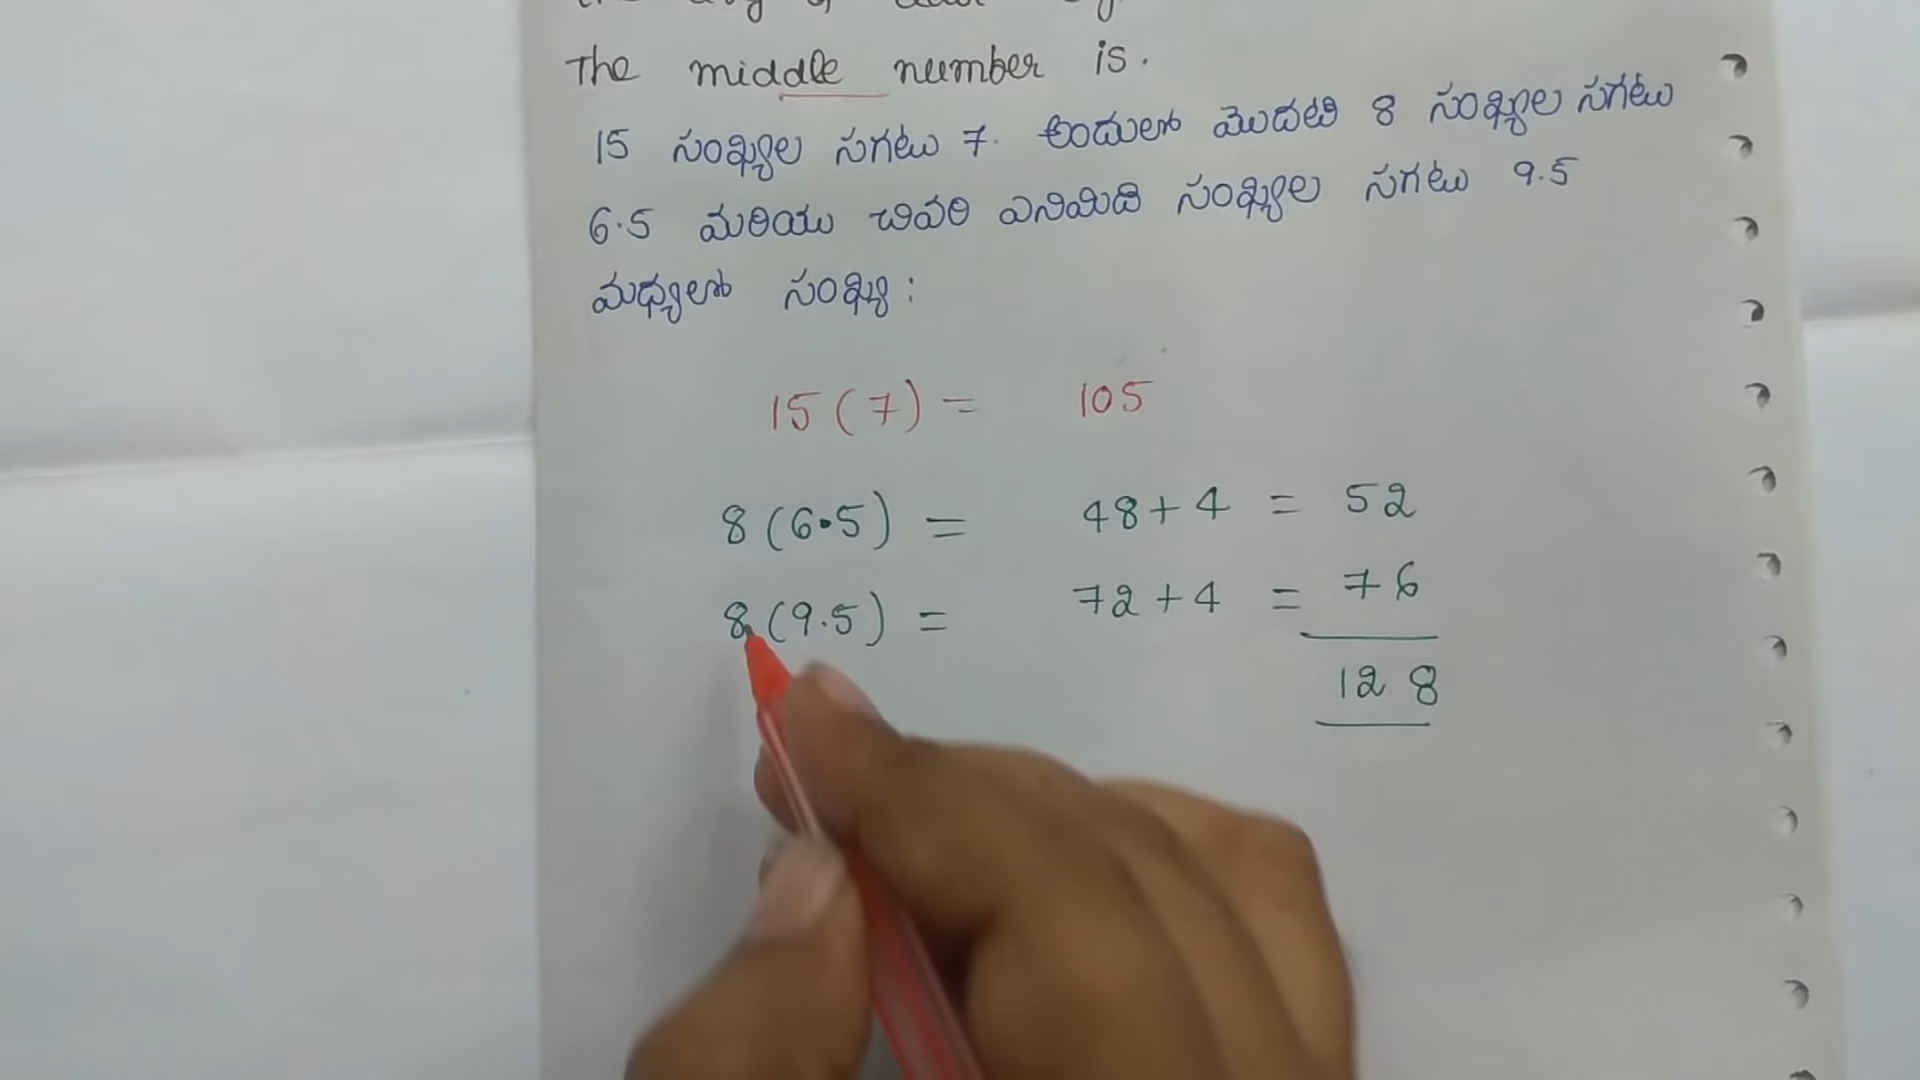 The middle number is.
15 సంఖ్యల సగటు 7. అందులో మొదటి 8 సంఖ్యల సగటు
6.5 మరియు చివరి ఎనిమిది సంఖ్యల సగటు 9.5
మధ్యలో సంఖ్య :
15 (7) = 105
8 (6.5) = 48+4 = 52
8 (9.5) = 72+4 = 76
128